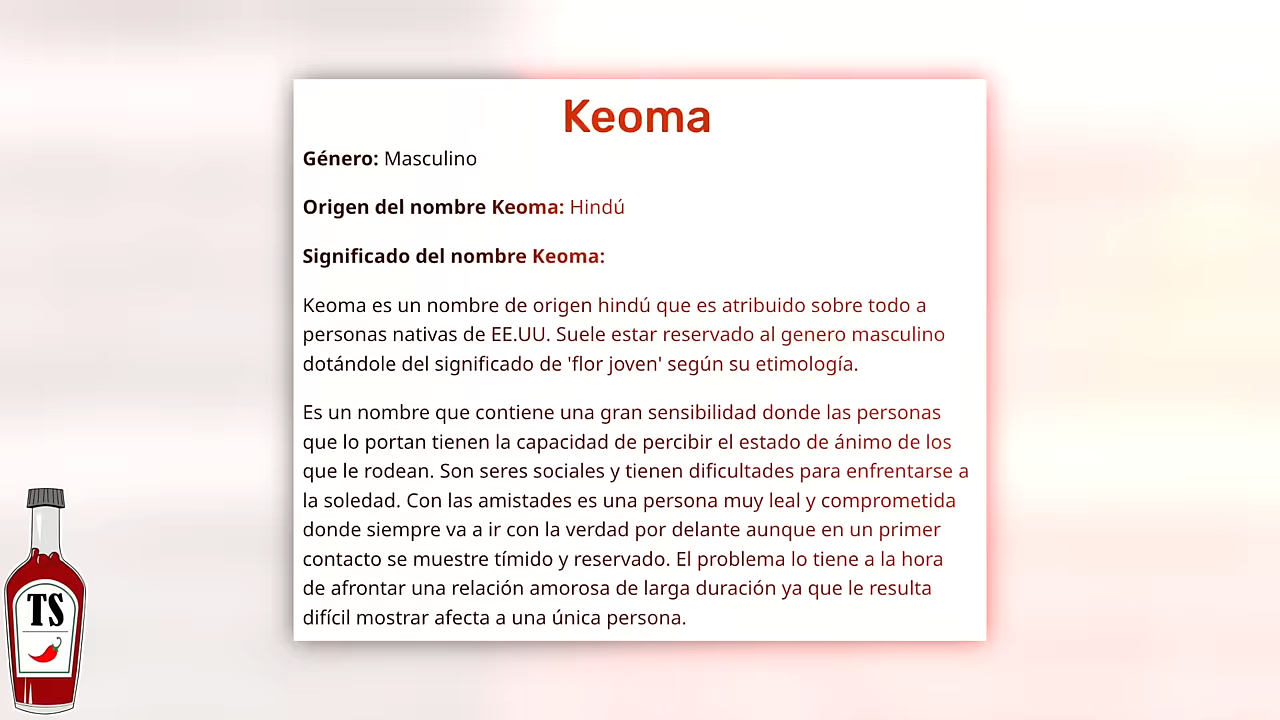 Keoma
Género: Masculino
Origen del nombre Keoma: Hindú
Significado del nombre Keoma:
Keoma es un nombre de origen hindú que es atribuido sobre todo a
personas nativas de EE.UU. Suele estar reservado al genero masculino
dotándole del significado de 'flor joven' según su etimología.
Es un nombre que contiene una gran sensibilidad donde las personas
que lo portan tienen la capacidad de percibir el estado de ánimo de los
que le rodean. Son seres sociales y tienen dificultades para enfrentarse a
la soledad. Con las amistades es una persona muy leal y comprometida
donde siempre va a ir con la verdad por delante aunque en un primer
contacto se muestre tímido y reservado. El problema lo tiene a la hora
de afrontar una relación amorosa de larga duración ya que le resulta
difícil mostrar afecta a una única persona.
TS